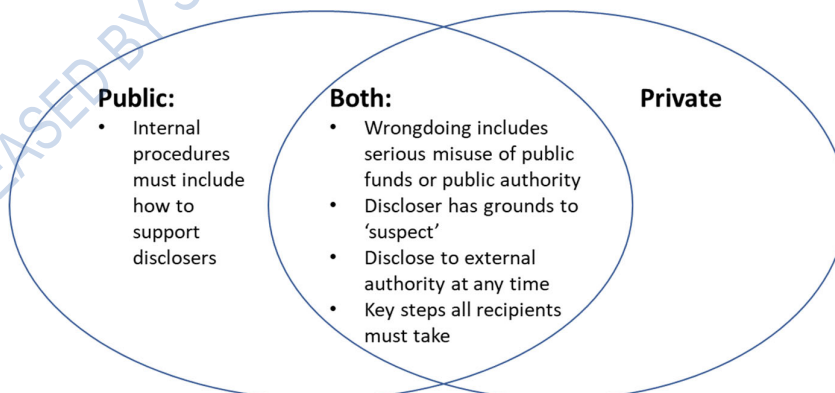 EASED BY
Public:
• Internal
procedures
must include
how to
support
disclosers
Both:
• Wrongdoing includes
serious misuse of public
funds or public authority
• Discloser has grounds to
‘suspect’
• Disclose to external
authority at any time
• Key steps all recipients
must take
Private